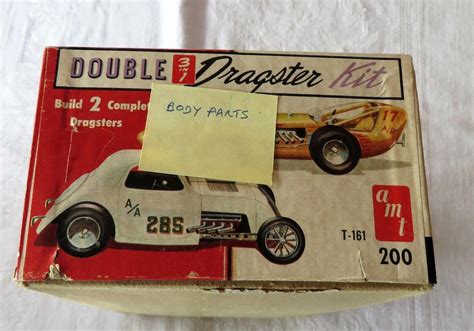 DOUBLE 3 in 1 Dragster Kit
Build 2 Complet
Dragsters
BODY PARTS
17
A/A
285
T-161
amt
200